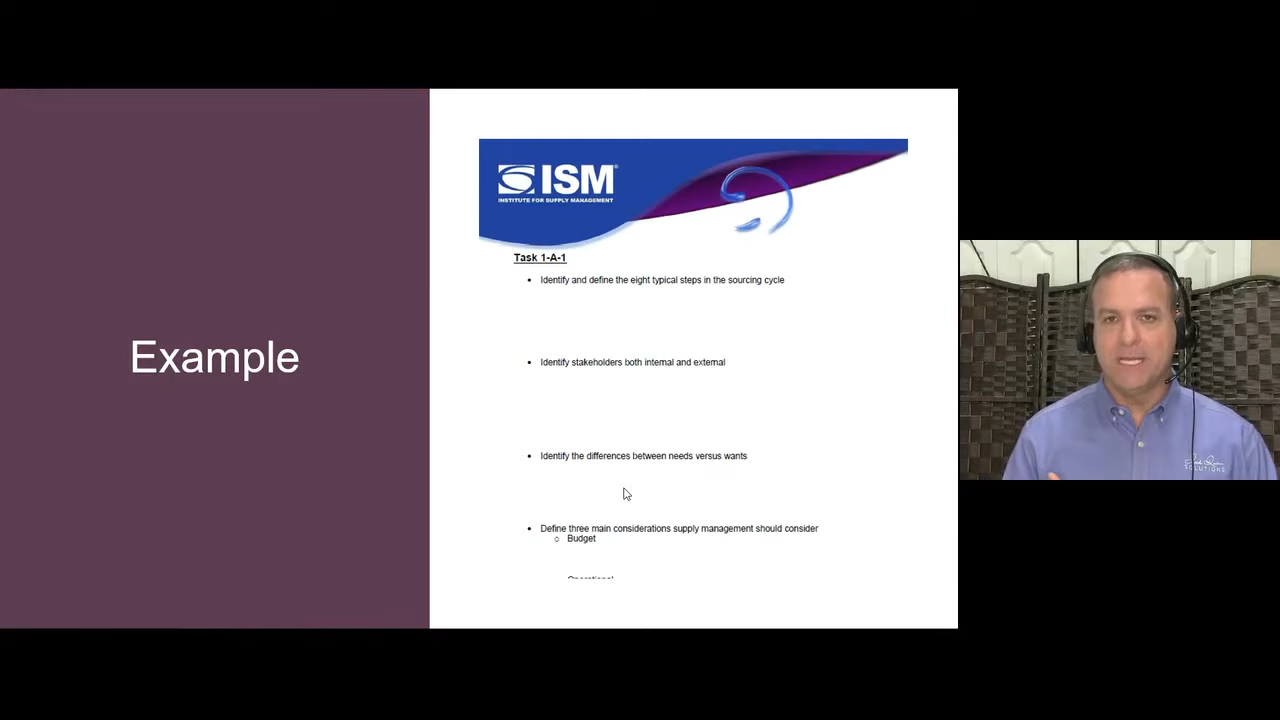 Example
ISM®
INSTITUTE FOR SUPPLY MANAGEMENT
Task 1-A-1
• Identify and define the eight typical steps in the sourcing cycle
• Identify stakeholders both internal and external
• Identify the differences between needs versus wants
• Define three main considerations supply management should consider
o Budget
Operational
SOLUTIONS